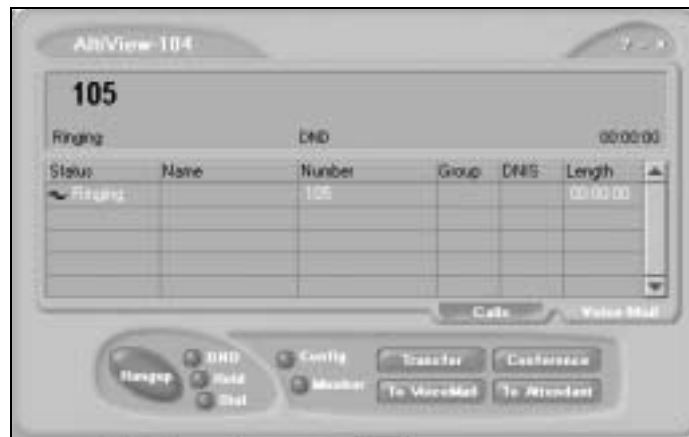 AltiView-104
? - ×
105
Ringing DND 00:00:00
Status Name Number Group DNIS Length
Ringing 105 00:00:00
Calls Voice Mail
DND Config Transfer Conference
Hangup Hold Monitor To VoiceMail To Attendant
Dial